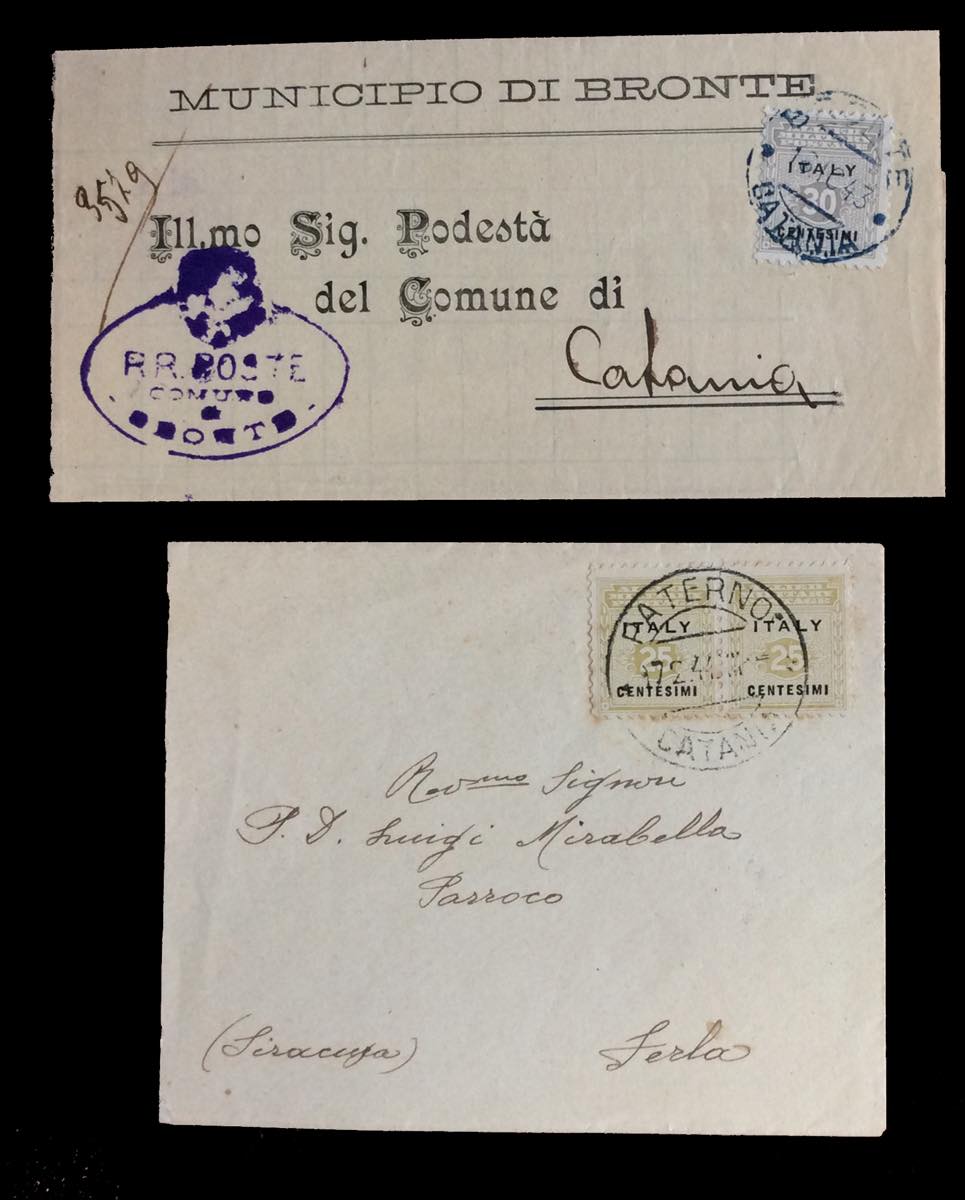 MUNICIPIO DI BRONTE
ITALY
30
CENTESIMI
CATANIA
Ill.mo Sig. Podestà
del Comune di
Catania
RR. POSTE
COMUNE
BRONTE
PATERNO
ITALY ITALY
25 25
CENTESIMI CENTESIMI
CATANIA
Rev.mo Signore
P. D. Luigi Mirabella
Parroco
(Siracusa) Ferla